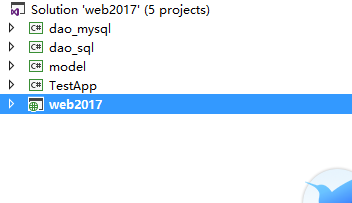 Solution 'web2017' (5 projects)
C# dao_mysql
C# dao_sql
C# model
C# TestApp
web2017